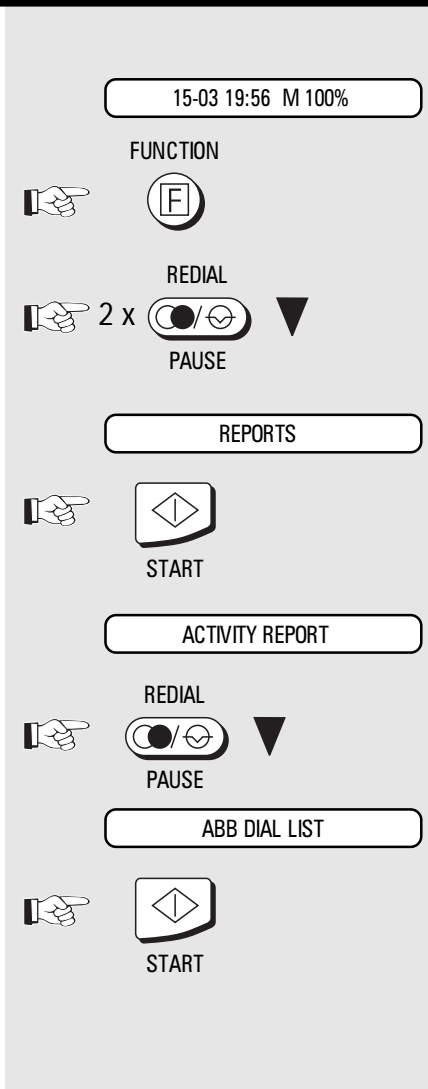 15-03 19:56 M 100%
FUNCTION
F
REDIAL
2 x
/
PAUSE
REPORTS
START
ACTIVITY REPORT
REDIAL
/
PAUSE
ABB DIAL LIST
START